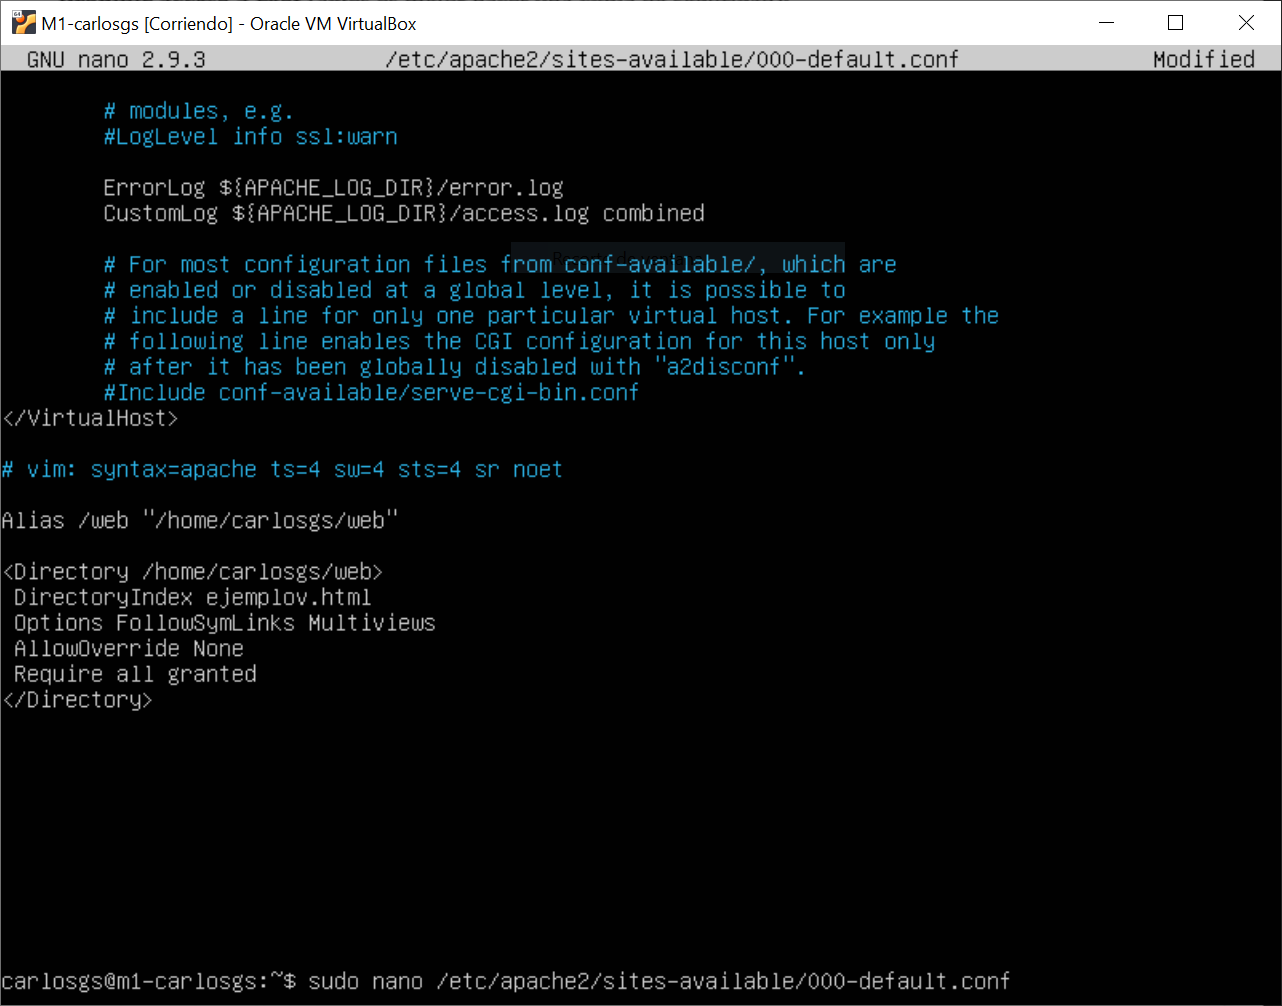 M1-carlosgs [Corriendo] - Oracle VM VirtualBox
GNU nano 2.9.3 /etc/apache2/sites-available/000-default.conf Modified
# modules, e.g.
#LogLevel info ssl:warn
ErrorLog ${APACHE_LOG_DIR}/error.log
CustomLog ${APACHE_LOG_DIR}/access.log combined
# For most configuration files from conf-available/, which are
# enabled or disabled at a global level, it is possible to
# include a line for only one particular virtual host. For example the
# following line enables the CGI configuration for this host only
# after it has been globally disabled with "a2disconf".
#Include conf-available/serve-cgi-bin.conf
</VirtualHost>
# vim: syntax=apache ts=4 sw=4 sts=4 sr noet
Alias /web "/home/carlosgs/web"
<Directory /home/carlosgs/web>
DirectoryIndex ejemplov.html
Options FollowSymLinks Multiviews
AllowOverride None
Require all granted
</Directory>
carlosgs@m1-carlosgs:~$ sudo nano /etc/apache2/sites-available/000-default.conf